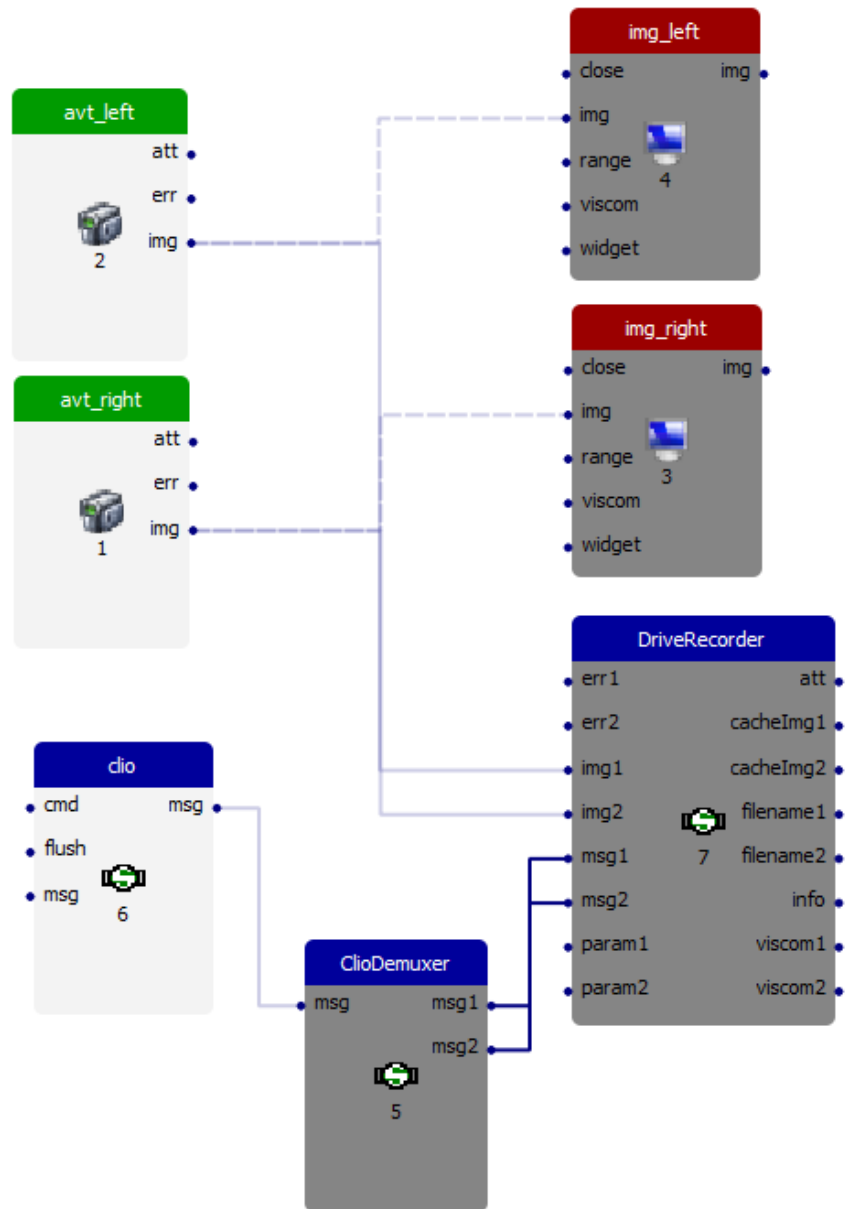 img_left
close img
img
range
4
viscom
widget
avt_left
att
err
img
2
img_right
close img
img
range
3
viscom
widget
avt_right
att
err
img
1
DriveRecorder
err1 att
err2 cacheImg1
img1 cacheImg2
img2 filename1
msg1 7 filename2
msg2 info
param1 viscom1
param2 viscom2
clio
cmd msg
flush
msg
6
ClioDemuxer
msg msg1
msg2
5